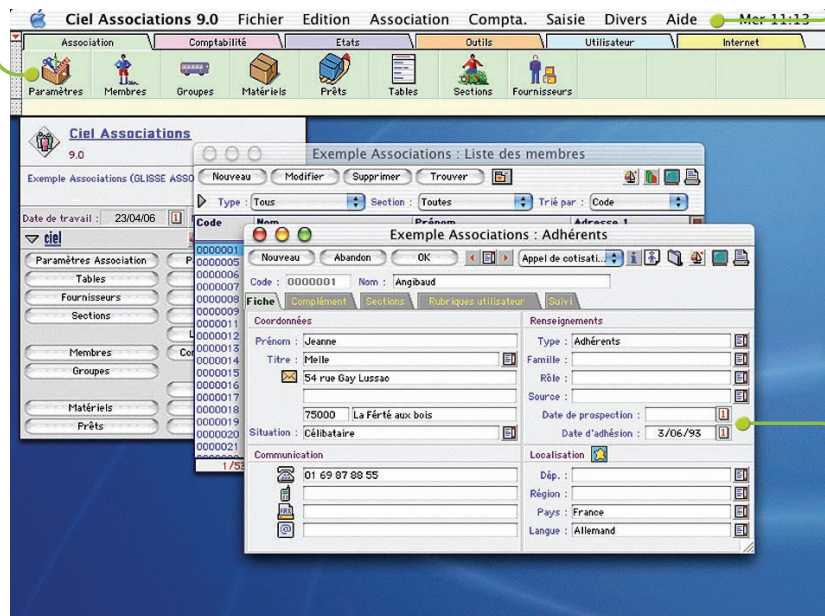 Ciel Associations 9.0 Fichier Edition Association Compta. Saisie Divers Aide Mer 11:13
Association Comptabilité Etats Outils Utilisateur Internet
Paramètres Membres Groupes Matériels Prêts Tables Sections Fournisseurs
Ciel Associations
9.0
Exemple Associations (GLISSE ASSO
Date de travail : 23/04/06
ciel
Paramètres Association
Tables
Fournisseurs
Sections
Membres
Groupes
Matériels
Prêts
Exemple Associations : Liste des membres
Nouveau Modifier Supprimer Trouver
Type : Tous Section : Toutes Trié par : Code
Code Nom Prénom Adresse 1
0000001
0000005
0000006
0000007
0000008
0000009
0000011
0000012
0000013
0000014
0000015
0000016
0000017
0000018
0000019
0000020
0000021
1/53
Exemple Associations : Adhérents
Nouveau Abandon OK Appel de cotisati...
Code : 0000001 Nom : Angibaud
Fiche Complément Sections Rubriques utilisateur Suivi
Coordonnées
Prénom : Jeanne
Titre : Melle
54 rue Gay Lussac
75000 La Férté aux bois
Situation : Célibataire
Communication
01 69 87 88 55
Renseignements
Type : Adhérents
Famille :
Rôle :
Source :
Date de prospection :
Date d'adhésion : 3/06/93
Localisation
Dép. :
Région :
Pays : France
Langue : Allemand